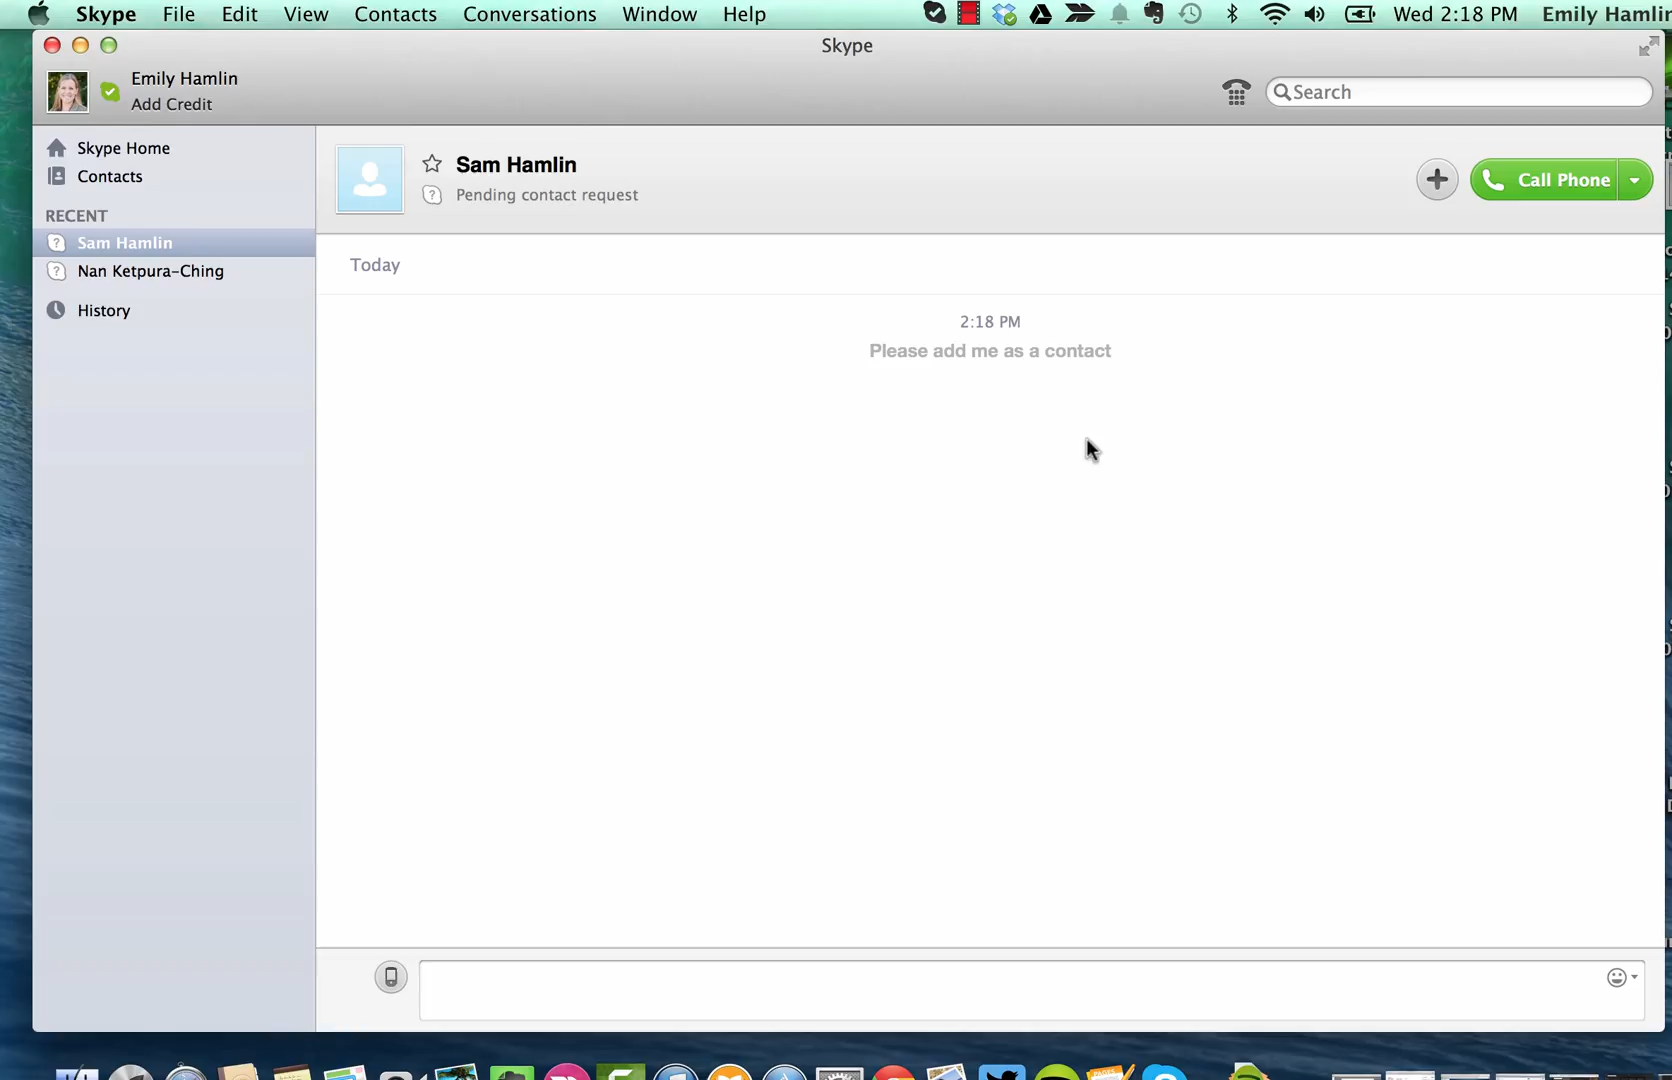 Skype File Edit View Contacts Conversations Window Help Wed 2:18 PM Emily Hamlin
Skype
Emily Hamlin
Add Credit
Search
Skype Home
Contacts
RECENT
Sam Hamlin
Nan Ketpura-Ching
History
Sam Hamlin
Pending contact request
Call Phone
Today
2:18 PM
Please add me as a contact
PAGES